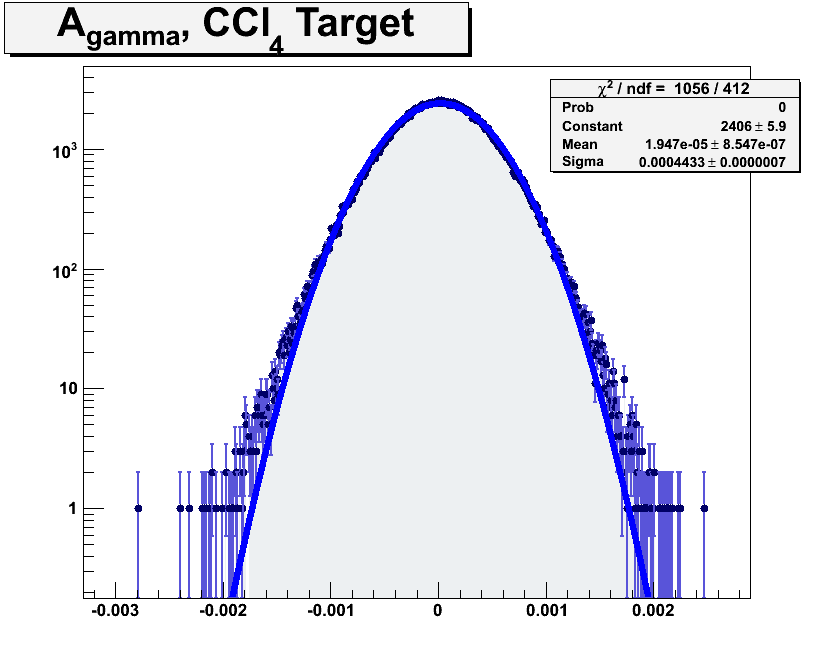 A_gamma, CCl_4 Target
χ² / ndf = 1056 / 412
Prob 0
Constant 2406 ± 5.9
Mean 1.947e-05 ± 8.547e-07
Sigma 0.0004433 ± 0.0000007
10³
10²
10
1
-0.003 -0.002 -0.001 0 0.001 0.002